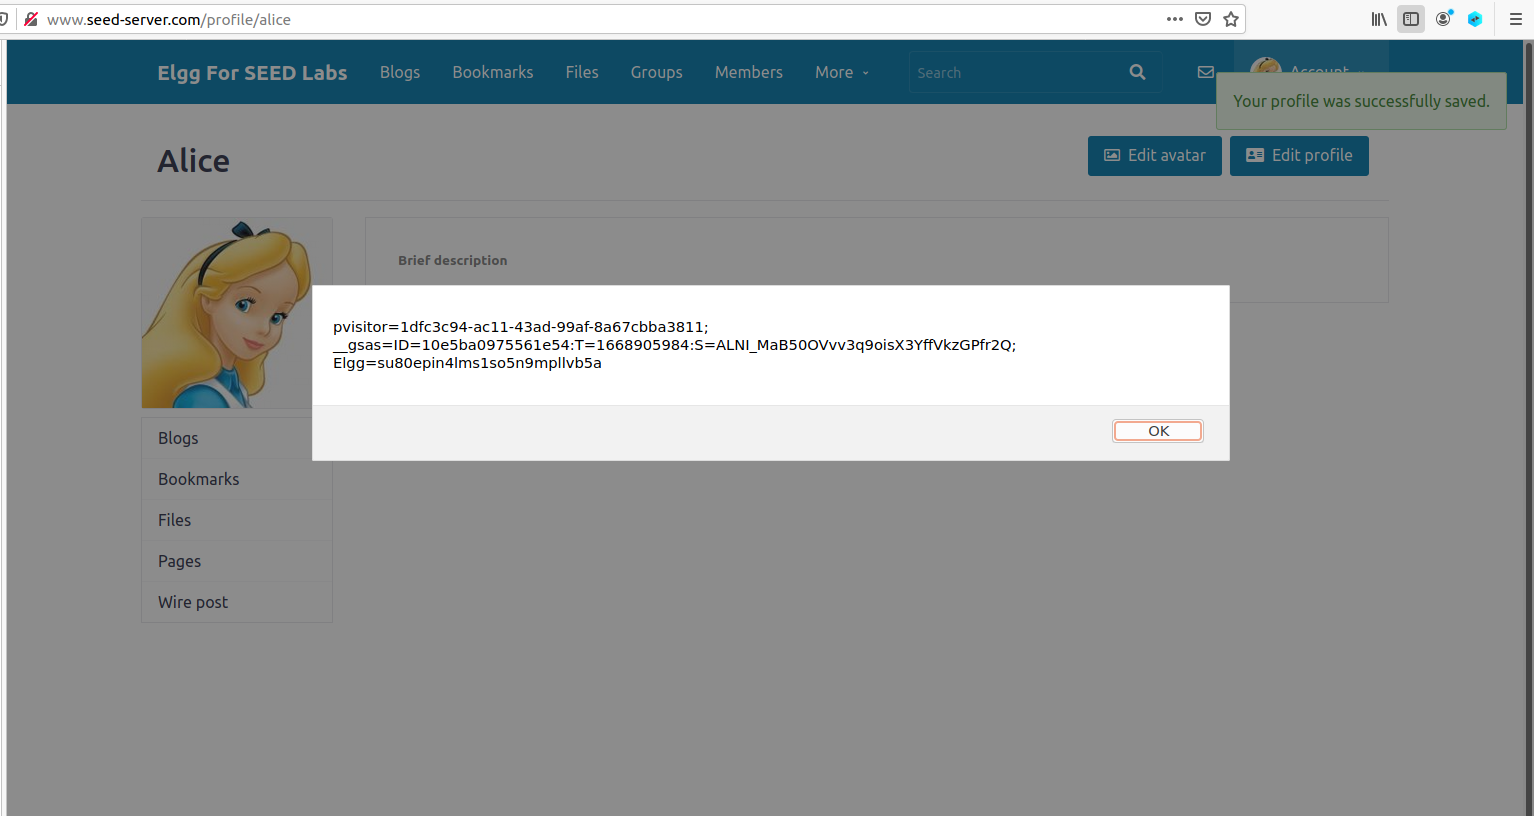 www.seed-server.com/profile/alice
Elgg For SEED Labs Blogs Bookmarks Files Groups Members More Search Account
Your profile was successfully saved.
Alice
Edit avatar Edit profile
Brief description
pvisitor=1dfc3c94-ac11-43ad-99af-8a67cbba3811;
__gsas=ID=10e5ba0975561e54:T=1668905984:S=ALNI_MaB50OVvv3q9oisX3YffVkzGPfr2Q;
Elgg=su80epin4lms1so5n9mpllvb5a
OK
Blogs
Bookmarks
Files
Pages
Wire post